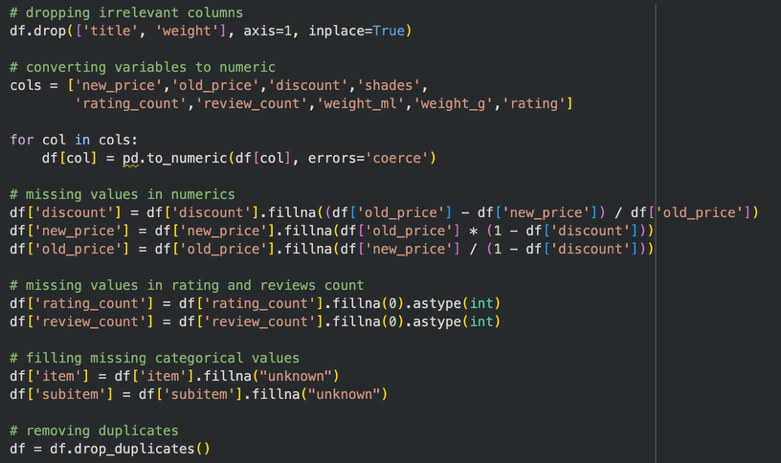 # dropping irrelevant columns
df.drop(['title', 'weight'], axis=1, inplace=True)
# converting variables to numeric
cols = ['new_price','old_price','discount','shades',
'rating_count','review_count','weight_ml','weight_g','rating']
for col in cols:
df[col] = pd.to_numeric(df[col], errors='coerce')
# missing values in numerics
df['discount'] = df['discount'].fillna((df['old_price'] - df['new_price']) / df['old_price'])
df['new_price'] = df['new_price'].fillna(df['old_price'] * (1 - df['discount']))
df['old_price'] = df['old_price'].fillna(df['new_price'] / (1 - df['discount']))
# missing values in rating and reviews count
df['rating_count'] = df['rating_count'].fillna(0).astype(int)
df['review_count'] = df['review_count'].fillna(0).astype(int)
# filling missing categorical values
df['item'] = df['item'].fillna("unknown")
df['subitem'] = df['subitem'].fillna("unknown")
# removing duplicates
df = df.drop_duplicates()